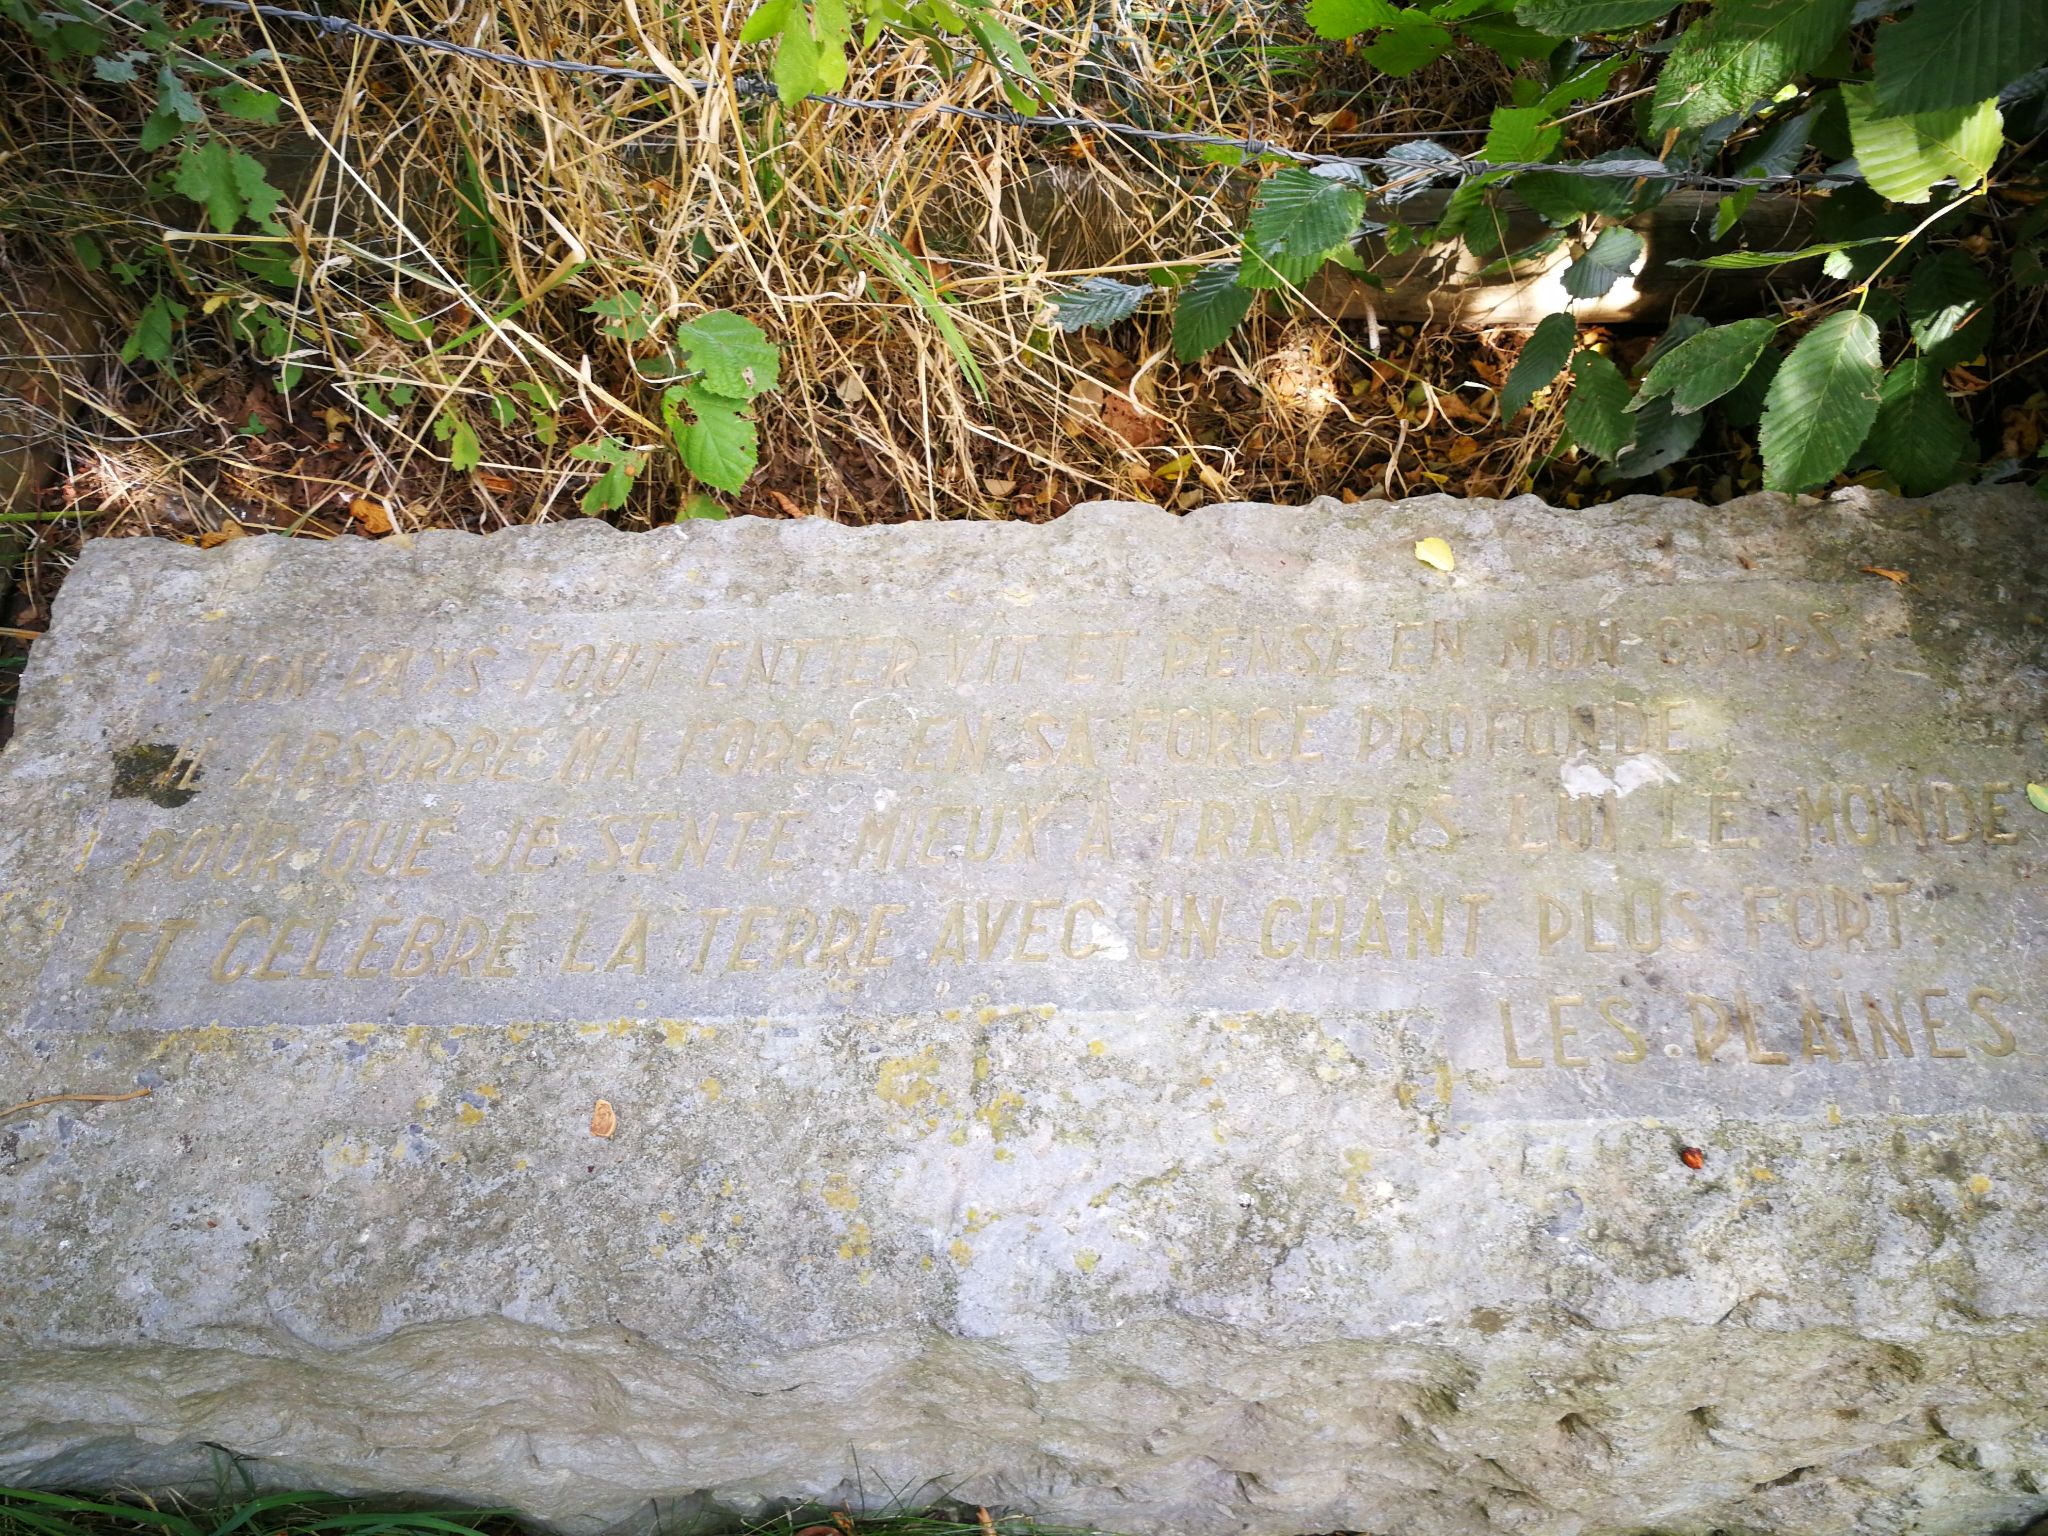 MON PAYS TOUT ENTIER VIT ET PENSE EN MON CORPS.
IL ABSORBE MA FORCE EN SA FORCE PROFONDE
POUR QUE JE SENTE MIEUX À TRAVERS LUI LE MONDE
ET CÉLÈBRE LA TERRE AVEC UN CHANT PLUS FORT.
LES PLAINES